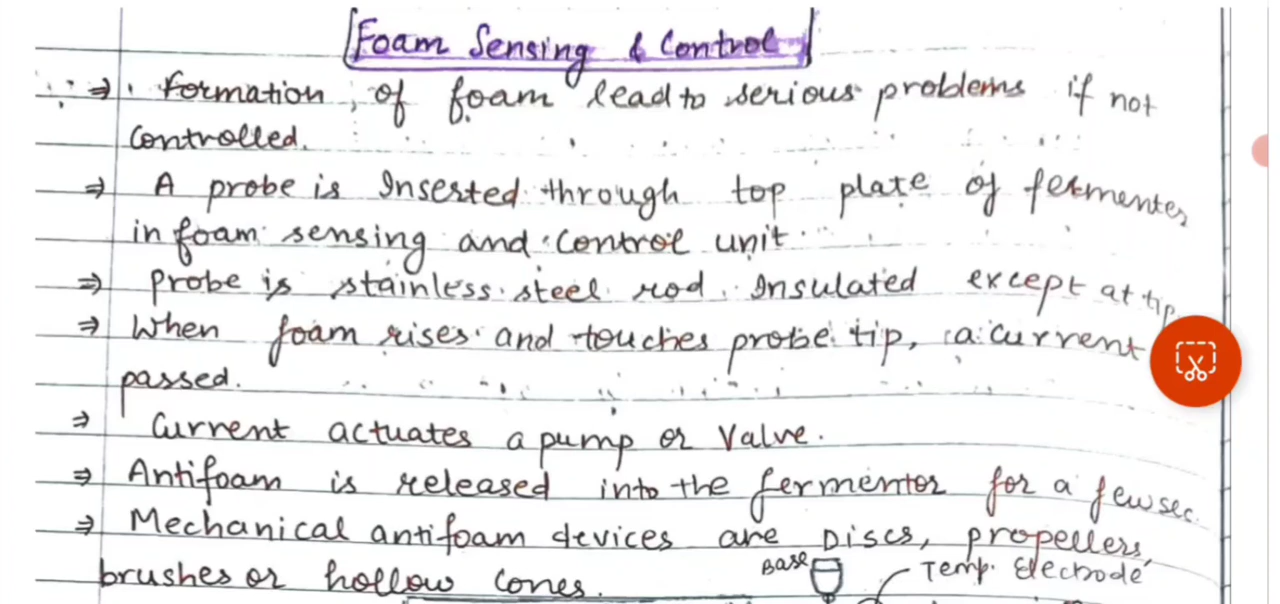 Foam Sensing & Control
⇒ Formation of foam lead to serious problems if not
controlled.
⇒ A probe is Inserted through top plate of fermenter
in foam sensing and control unit.
⇒ Probe is stainless steel rod. Insulated except at tip
⇒ When foam rises and touches probe tip, a current
passed.
⇒ Current actuates a pump or Valve.
⇒ Antifoam is released into the fermentor for a few sec.
⇒ Mechanical antifoam devices are Discs, propellers,
brushes or hollow cones.
Base
Temp. Electrode